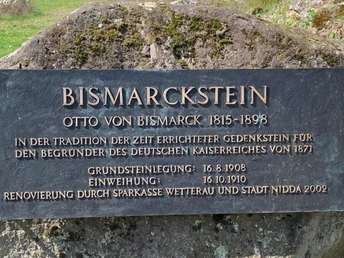 BISMARCKSTEIN
OTTO VON BISMARCK 1815-1898
IN DER TRADITION DER ZEIT ERRICHTETER GEDENKSTEIN FÜR
DEN BEGRÜNDER DES DEUTSCHEN KAISERREICHES VON 1871
GRUNDSTEINLEGUNG: 16.8.1908
EINWEIHUNG: 16.10.1910
RENOVIERUNG DURCH SPARKASSE WETTERAU UND STADT NIDDA 2002